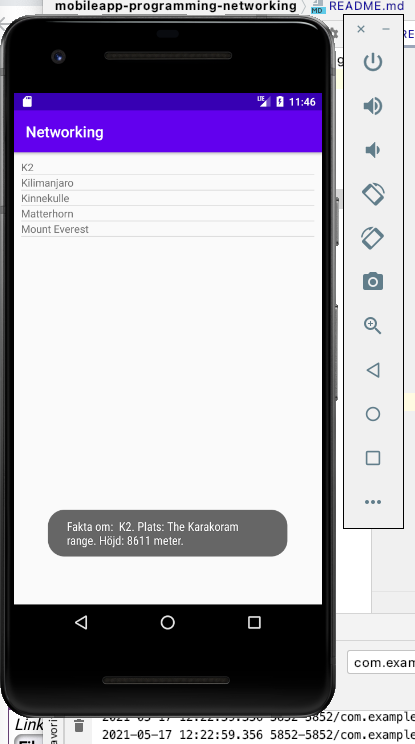 mobileapp-programming-networking
README.md
11:46
Networking
K2
Kilimanjaro
Kinnekulle
Matterhorn
Mount Everest
Fakta om:  K2. Plats: The Karakoram
range. Höjd: 8611 meter.
com.exam
Link
2021-05-17 12:22:59.356 5852-5852/com.example
2021-05-17 12:22:59.356 5852-5852/com.example